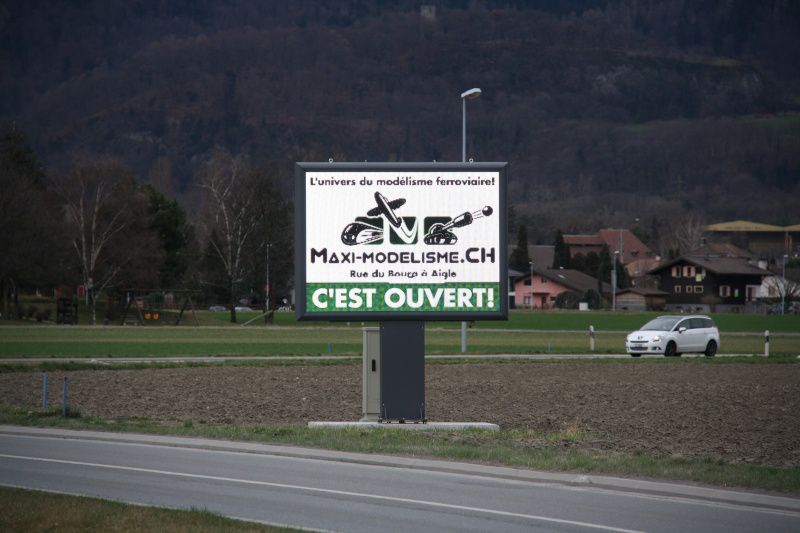 L'univers du modélisme ferroviaire!
MAXI-MODELISME.CH
Rue du Bourg à Aigle
C'EST OUVERT!